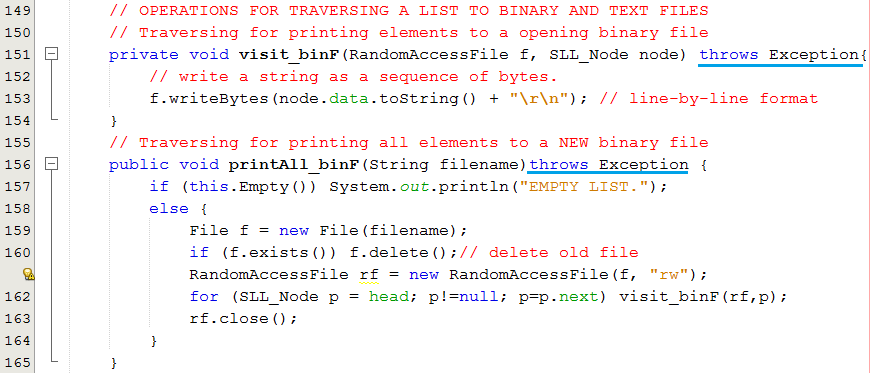 149 // OPERATIONS FOR TRAVERSING A LIST TO BINARY AND TEXT FILES
150 // Traversing for printing elements to a opening binary file
151 private void visit_binF(RandomAccessFile f, SLL_Node node) throws Exception{
152 // write a string as a sequence of bytes.
153 f.writeBytes(node.data.toString() + "\r\n"); // line-by-line format
154 }
155 // Traversing for printing all elements to a NEW binary file
156 public void printAll_binF(String filename)throws Exception {
157 if (this.Empty()) System.out.println("EMPTY LIST.");
158 else {
159 File f = new File(filename);
160 if (f.exists()) f.delete();// delete old file
RandomAccessFile rf = new RandomAccessFile(f, "rw");
162 for (SLL_Node p = head; p!=null; p=p.next) visit_binF(rf,p);
163 rf.close();
164 }
165 }